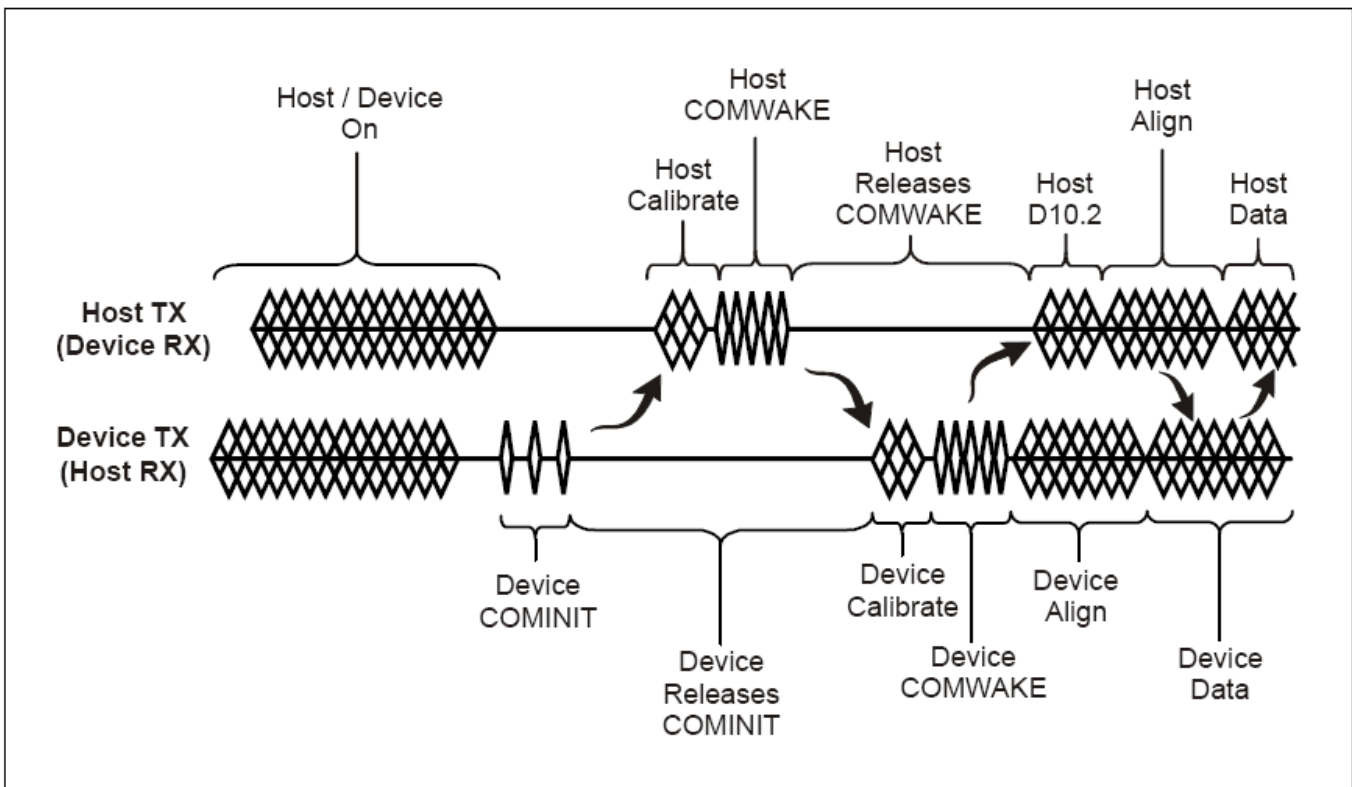 Host / Device
On
Host
COMWAKE
Host
Calibrate
Host
Releases
COMWAKE
Host
D10.2
Host
Align
Host
Data
Host TX
(Device RX)
Device TX
(Host RX)
Device
COMINIT
Device
Releases
COMINIT
Device
Calibrate
Device
COMWAKE
Device
Align
Device
Data